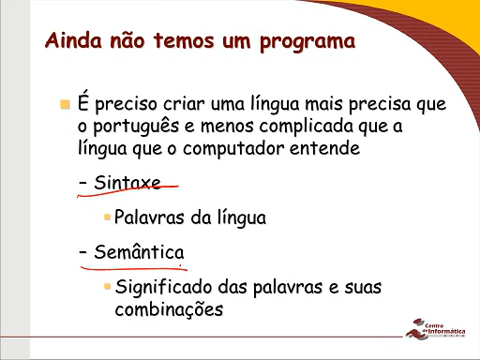 Ainda não temos um programa
É preciso criar uma língua mais precisa que
o português e menos complicada que a
língua que o computador entende
– Sintaxe
Palavras da língua
– Semântica
Significado das palavras e suas
combinações
Centro
de Informática